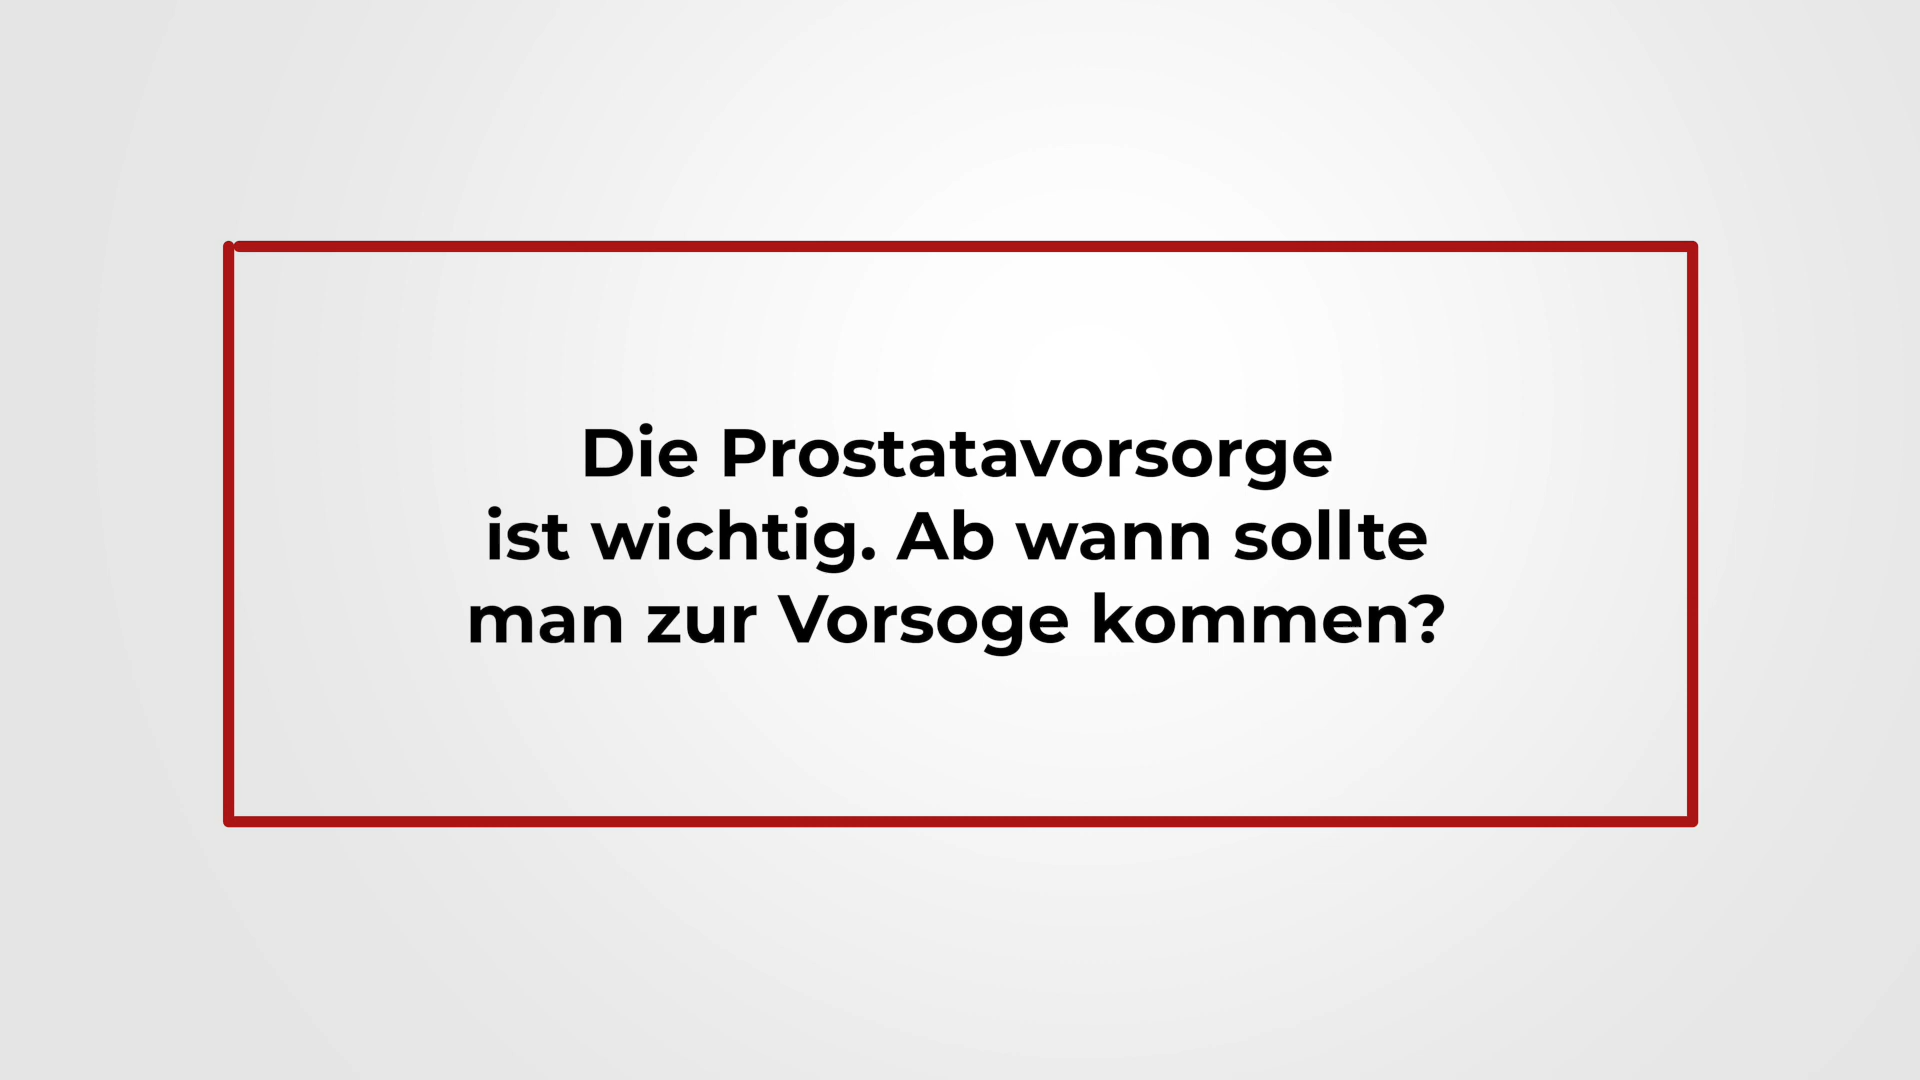 Die Prostatavorsorge
ist wichtig. Ab wann sollte
man zur Vorsoge kommen?